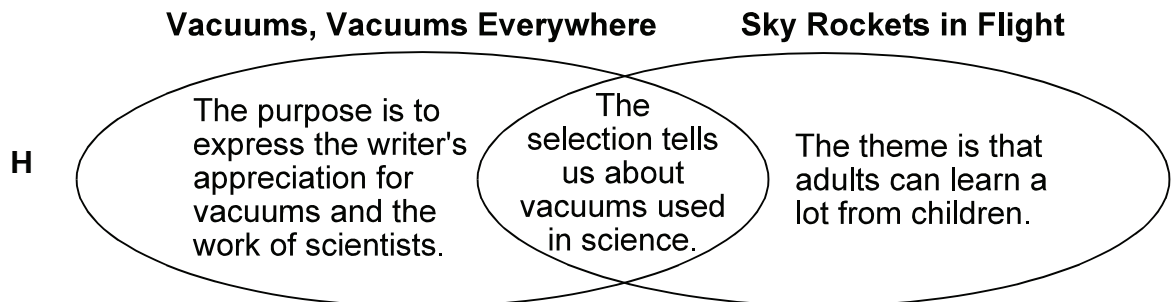 Vacuums, Vacuums Everywhere
Sky Rockets in Flight
H
The purpose is to
express the writer's
appreciation for
vacuums and the
work of scientists.
The
selection tells
us about
vacuums used
in science.
The theme is that
adults can learn a
lot from children.